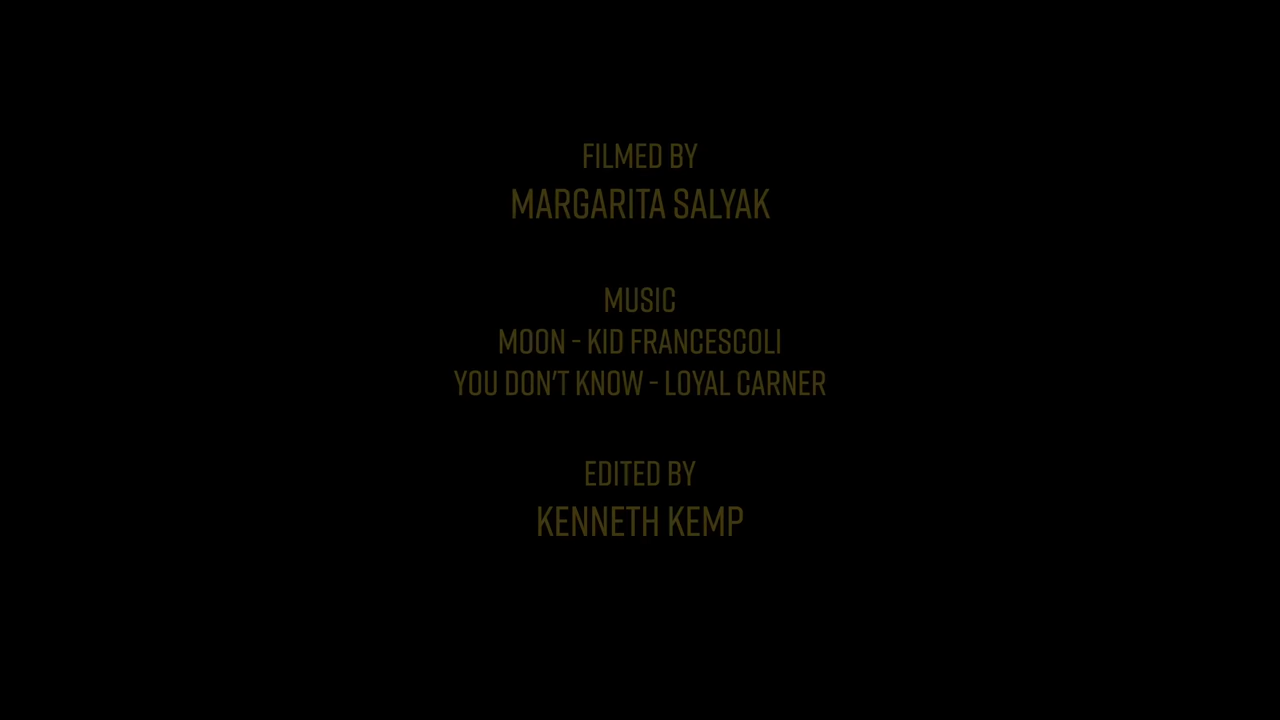 FILMED BY
MARGARITA SALYAK
MUSIC
MOON - KID FRANCESCOLI
YOU DON'T KNOW - LOYAL CARNER
EDITED BY
KENNETH KEMP